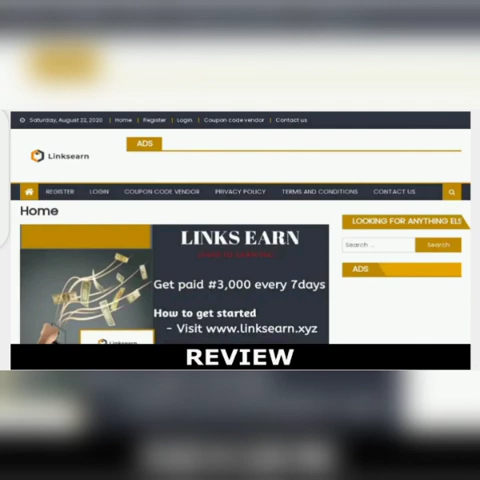 Saturday, August 22, 2020 | Home | Register | Login | Coupon code vendor | Contact us
Linksearn
ADS
REGISTER LOGIN COUPON CODE VENDOR PRIVACY POLICY TERMS AND CONDITIONS CONTACT US
Home
LOOKING FOR ANYTHING ELS
Search ... Search
ADS
LINKS EARN
Get paid #3,000 every 7days
How to get started
- Visit www.linksearn.xyz
Linksearn
REVIEW